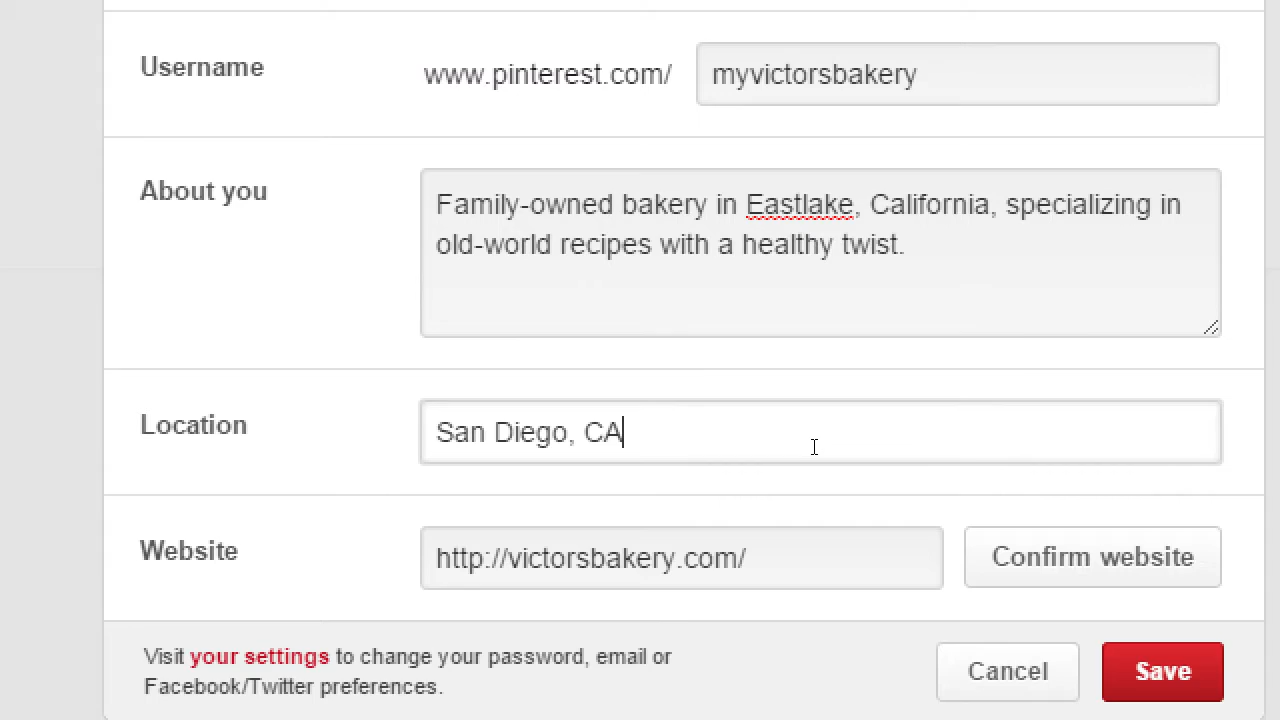 Username
www.pinterest.com/ myvictorsbakery
About you
Family-owned bakery in Eastlake, California, specializing in
old-world recipes with a healthy twist.
Location
San Diego, CA
Website
http://victorsbakery.com/
Confirm website
Visit your settings to change your password, email or
Facebook/Twitter preferences.
Cancel
Save